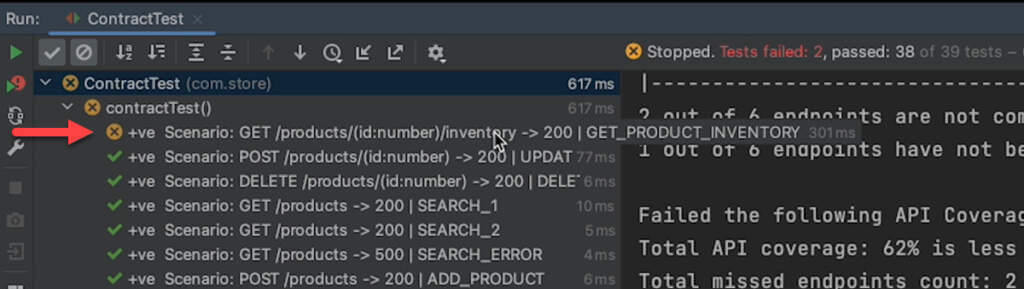 Run: ContractTest ×
Stopped. Tests failed: 2, passed: 38 of 39 tests –
ContractTest (com.store) 617 ms
contractTest() 617 ms
+ve Scenario: GET /products/(id:number)/inventory -> 200 | GET_PRODUCT_INVENTORY 301 ms
+ve Scenario: POST /products/(id:number) -> 200 | UPDAT 77 ms
+ve Scenario: DELETE /products/(id:number) -> 200 | DELE 6 ms
+ve Scenario: GET /products -> 200 | SEARCH_1 10 ms
+ve Scenario: GET /products -> 200 | SEARCH_2 5 ms
+ve Scenario: GET /products -> 500 | SEARCH_ERROR 4 ms
+ve Scenario: POST /products -> 200 | ADD_PRODUCT 6 ms
|-----------------------------
2 out of 6 endpoints are not com
1 out of 6 endpoints have not be
Failed the following API Coverag
Total API coverage: 62% is less
Total missed endpoints count: 2